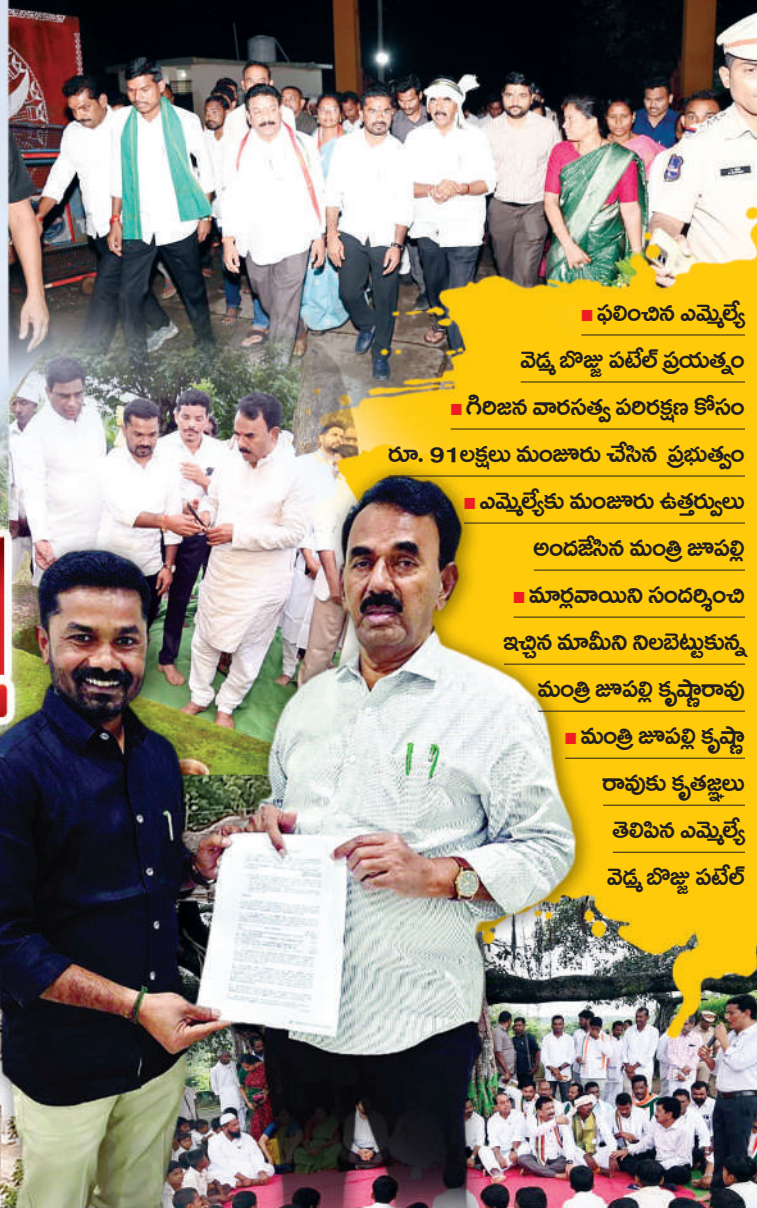 ■ ఫలించిన ఎమ్మెల్యే
వెడ్మ బొజ్జు పటేల్ ప్రయత్నం
■ గిరిజన వారసత్వ పరిరక్షణ కోసం
రూ. 91లక్షలు మంజూరు చేసిన ప్రభుత్వం
■ ఎమ్మెల్యేకు మంజూరు ఉత్తర్వులు
అందజేసిన మంత్రి జూపల్లి
■ మార్లవాయిని సందర్శించి
ఇచ్చిన మామీని నిలబెట్టుకున్న
మంత్రి జూపల్లి కృష్ణారావు
■ మంత్రి జూపల్లి కృష్ణా
రావుకు కృతజ్ఞలు
తెలిపిన ఎమ్మెల్యే
వెడ్మ బొజ్జు పటేల్